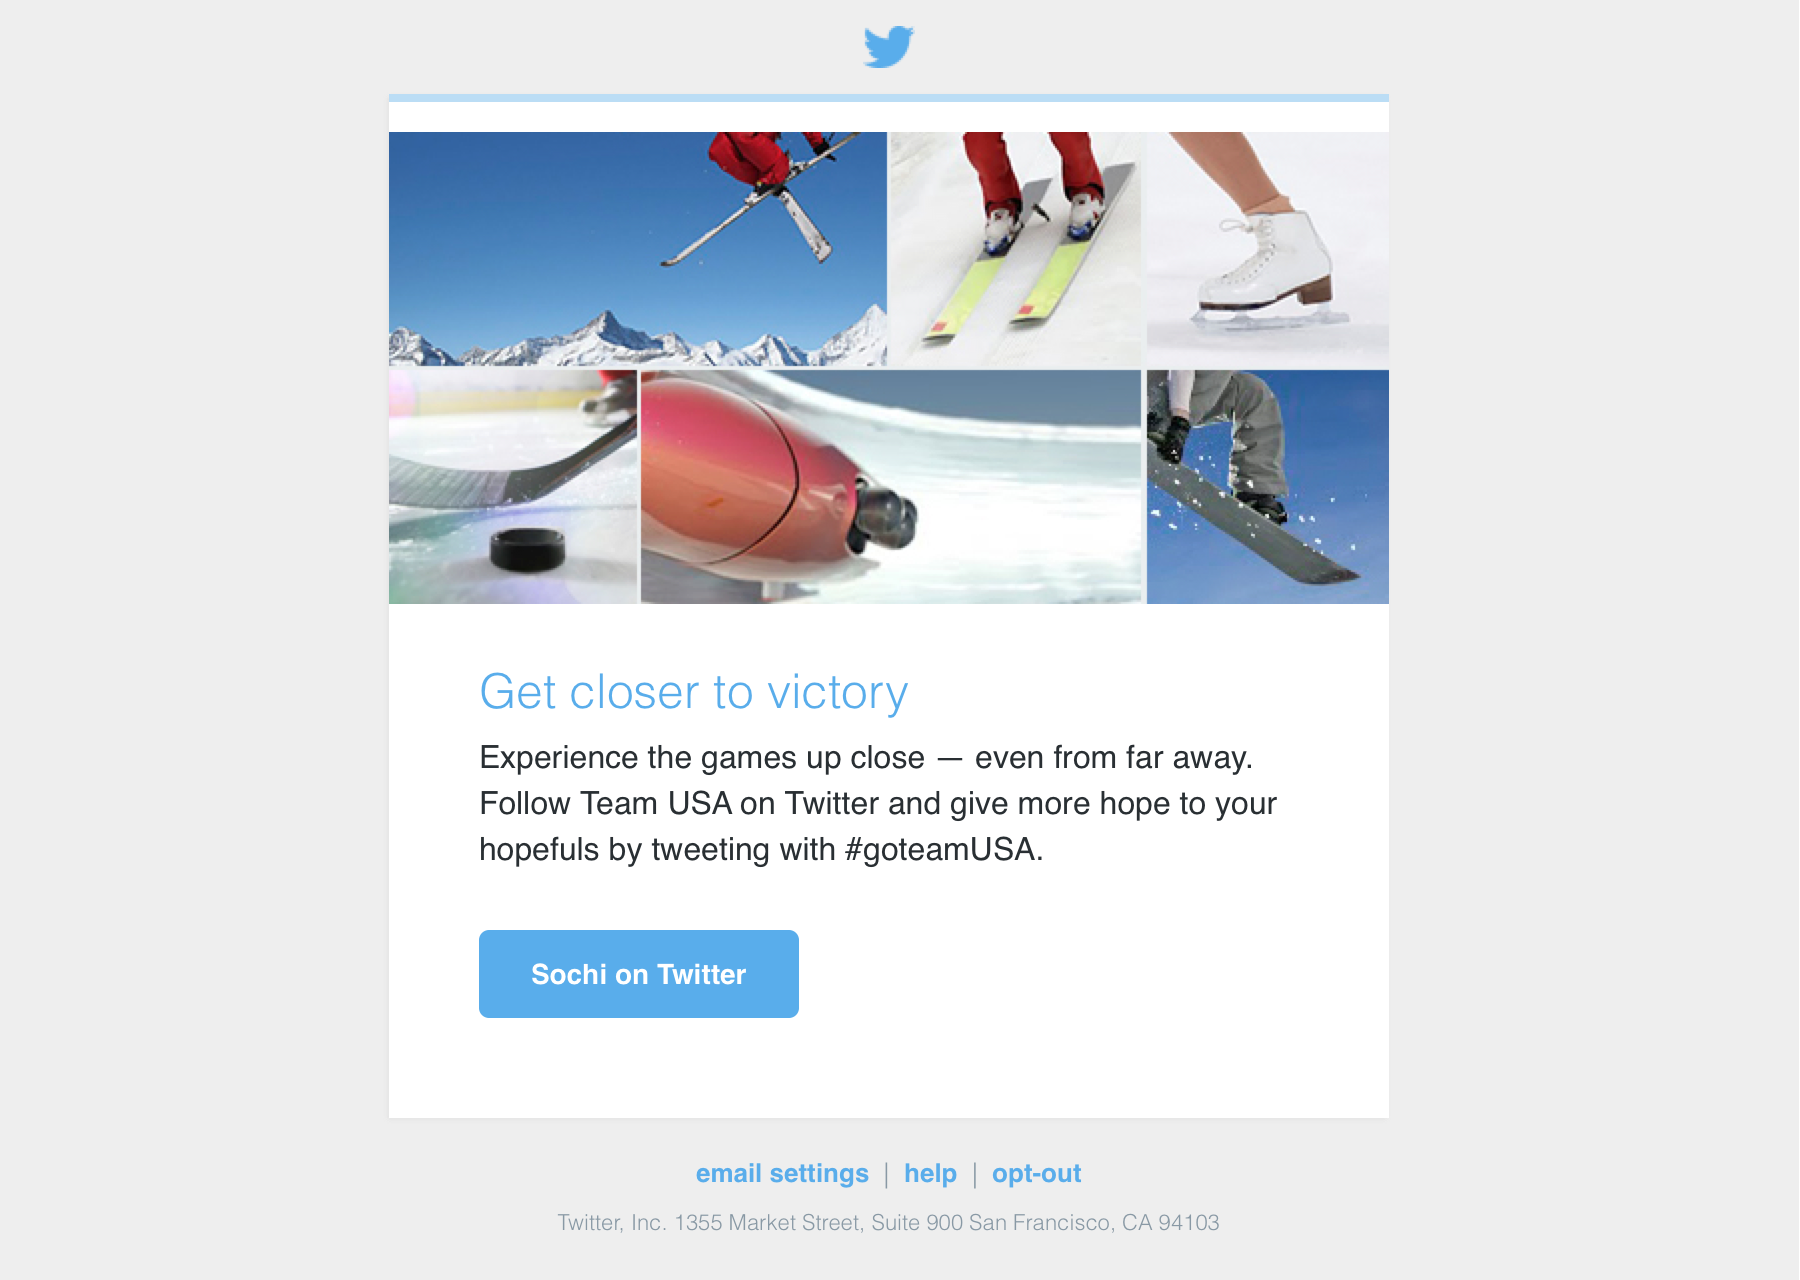 Get closer to victory
Experience the games up close — even from far away.
Follow Team USA on Twitter and give more hope to your
hopefuls by tweeting with #goteamUSA.
Sochi on Twitter
email settings | help | opt-out
Twitter, Inc. 1355 Market Street, Suite 900 San Francisco, CA 94103